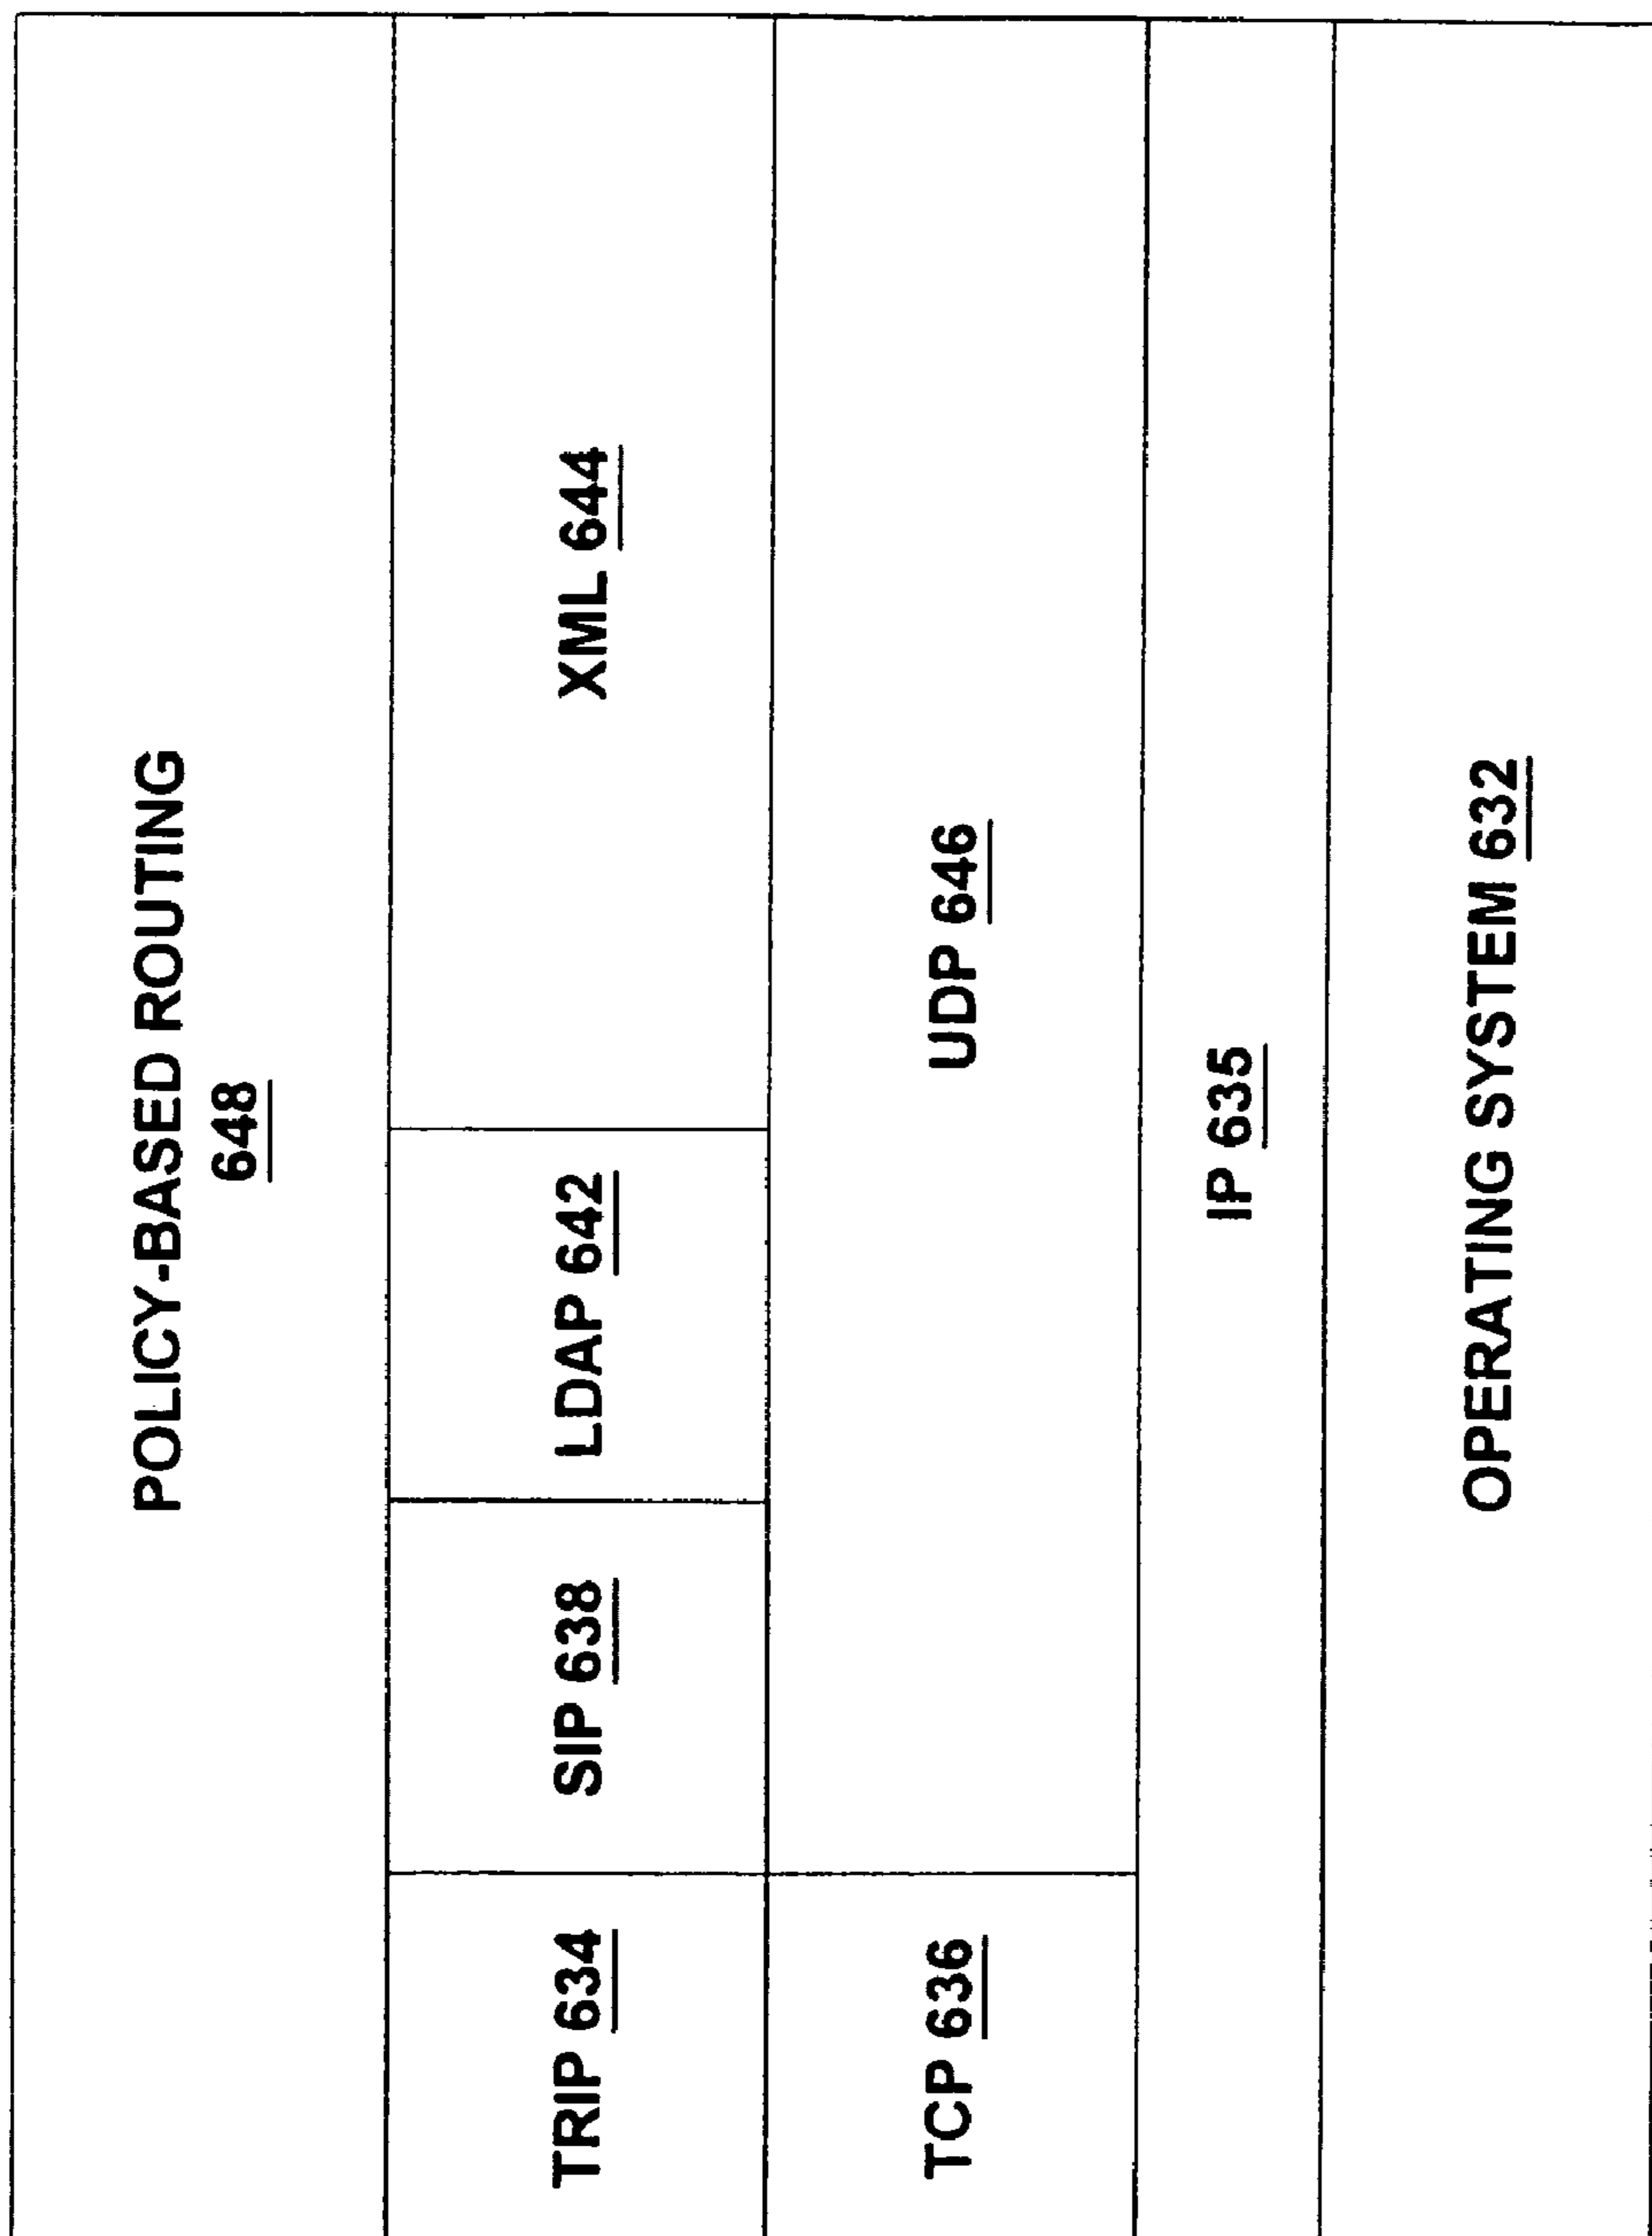 POLICY-BASED ROUTING
648
TRIP 634
SIP 638
LDAP 642
XML 644
TCP 636
UDP 646
IP 635
OPERATING SYSTEM 632